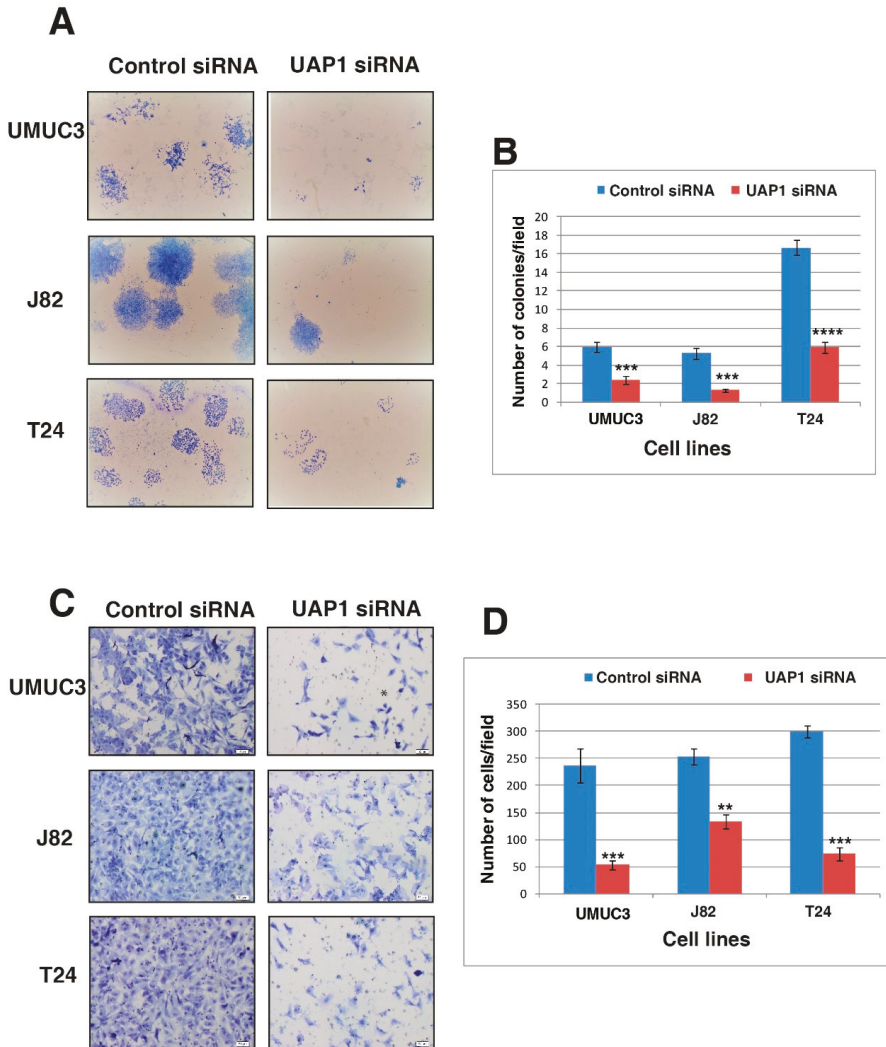 A
Control siRNA UAP1 siRNA
UMUC3
J82
T24
B
Control siRNA UAP1 siRNA
Number of colonies/field
20
18
16
14
12
10
8
6
4
2
0
***
***
****
UMUC3 J82 T24
Cell lines
C
Control siRNA UAP1 siRNA
UMUC3
*
J82
T24
D
Control siRNA UAP1 siRNA
Number of cells/field
350
300
250
200
150
100
50
0
***
**
***
UMUC3 J82 T24
Cell lines